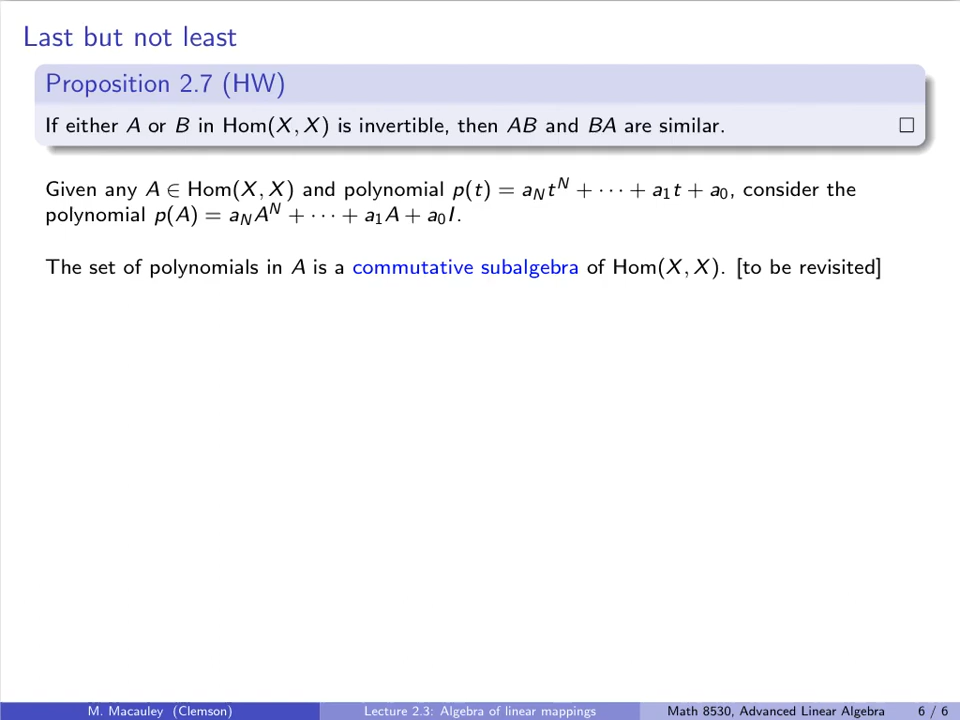 Last but not least
Proposition 2.7 (HW)
If either A or B in Hom(X, X) is invertible, then AB and BA are similar. □
Given any A ∈ Hom(X, X) and polynomial p(t) = a_N t^N + ··· + a_1 t + a_0, consider the
polynomial p(A) = a_N A^N + ··· + a_1 A + a_0 I.
The set of polynomials in A is a commutative subalgebra of Hom(X, X). [to be revisited]
M. Macauley (Clemson) Lecture 2.3: Algebra of linear mappings Math 8530, Advanced Linear Algebra 6 / 6